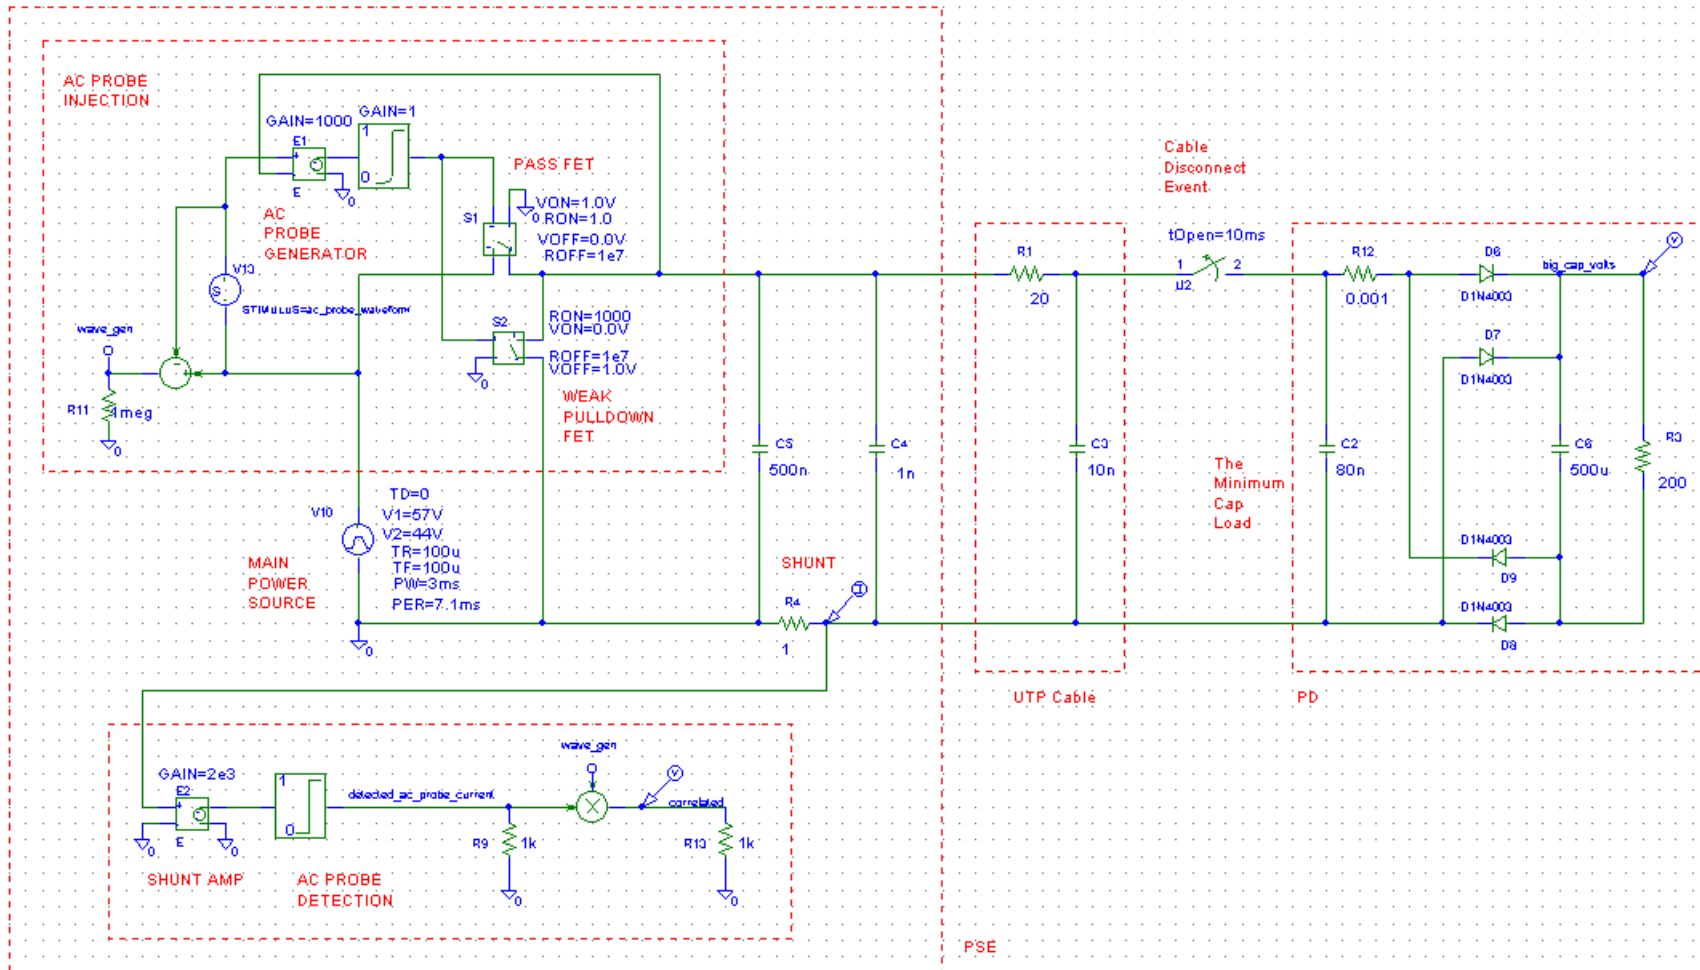 AC PROBE
INJECTION
GAIN=1000
GAIN=1
E1
1
0
E
0
PASS FET
VON=1.0V
0
RON=1.0
S1
VOFF=0.0V
ROFF=1e7
AC
PROBE
GENERATOR
V13
S
STIMULUS=ac_probe_waveform
wave_gen
R11
1meg
0
S2
RON=1000
VON=0.0V
ROFF=1e7
VOFF=1.0V
0
WEAK
PULLDOWN
FET
V10
TD=0
V1=57V
V2=44V
TR=100u
TF=100u
PW=3ms
PER=7.1ms
MAIN
POWER
SOURCE
0
C5
500n
C4
1n
SHUNT
R4
1
I
R1
20
C3
10n
UTP Cable
Cable
Disconnect
Event
tOpen=10ms
1
2
U2
The
Minimum
Cap
Load
R12
0.001
D6
D1N4003
big_cap_volts
V
D7
D1N4003
C2
80n
C6
500u
R3
200
D1N4003
D9
D1N4003
D8
PD
GAIN=2e3
E2
E
0
0
SHUNT AMP
1
0
AC PROBE
DETECTION
detected_ac_probe_current
R9
1k
0
wave_gen
V
correlated
R13
1k
0
PSE